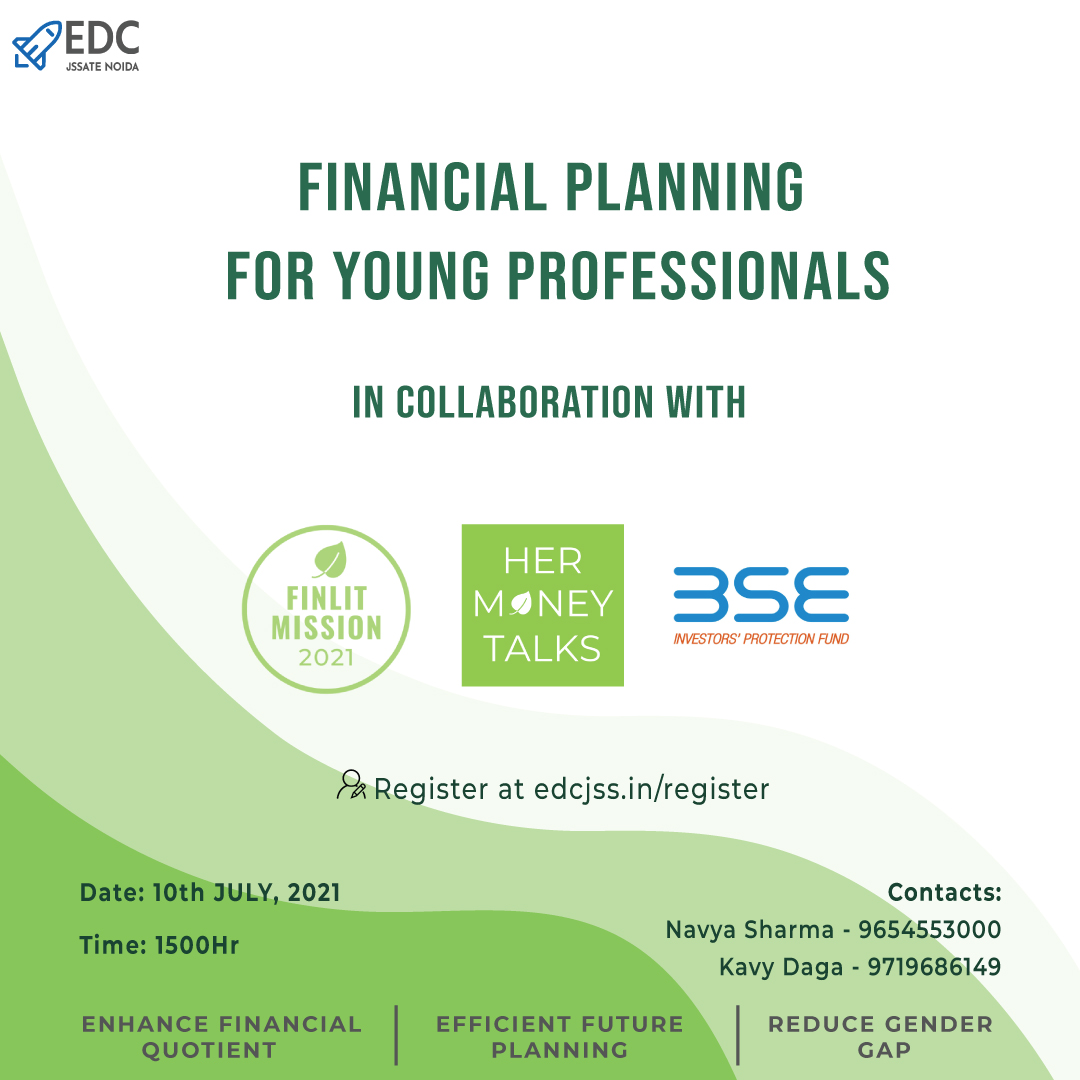 EDC
JSSATE NOIDA
FINANCIAL PLANNING
FOR YOUNG PROFESSIONALS
IN COLLABORATION WITH
FINLIT
MISSION
2021
HER
MONEY
TALKS
BSE
INVESTORS' PROTECTION FUND
Register at edcjss.in/register
Date: 10th JULY, 2021
Time: 1500Hr
Contacts:
Navya Sharma - 9654553000
Kavy Daga - 9719686149
ENHANCE FINANCIAL
QUOTIENT
EFFICIENT FUTURE
PLANNING
REDUCE GENDER
GAP